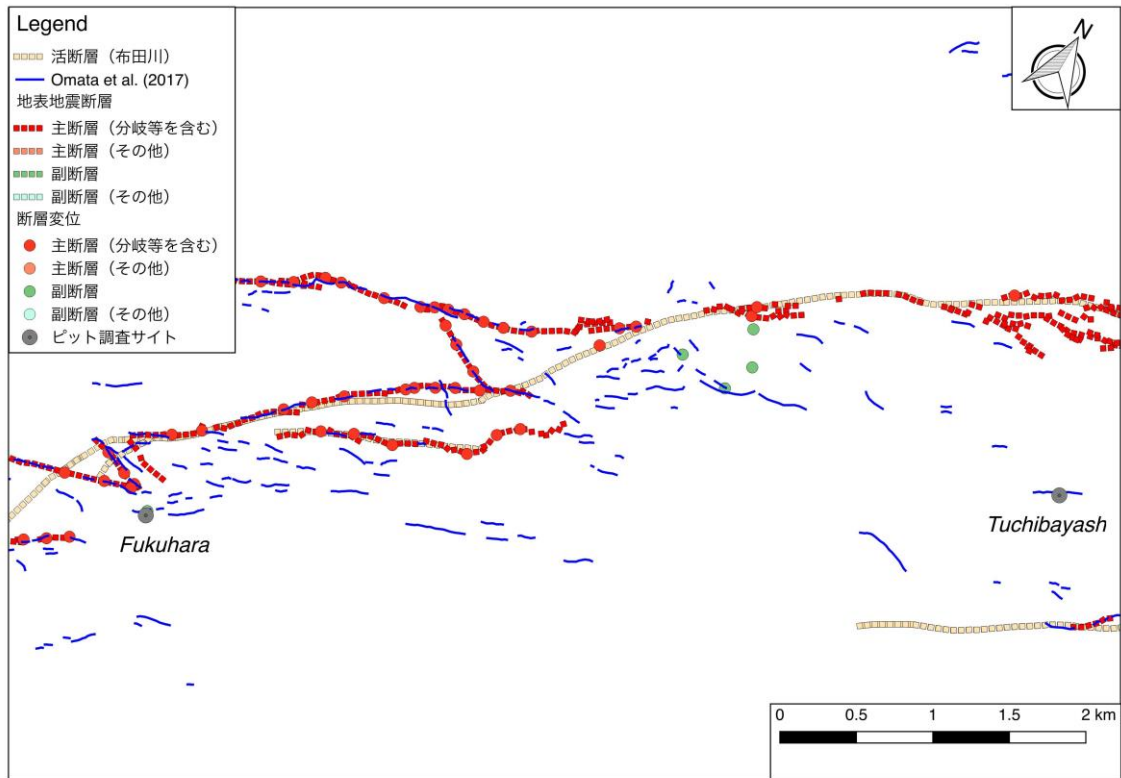 Legend
活断層（布田川）
Omata et al. (2017)
地表地震断層
主断層（分岐等を含む）
主断層（その他）
副断層
副断層（その他）
断層変位
主断層（分岐等を含む）
主断層（その他）
副断層
副断層（その他）
ピット調査サイト
N
Fukuhara
Tuchibayash
0 0.5 1 1.5 2 km